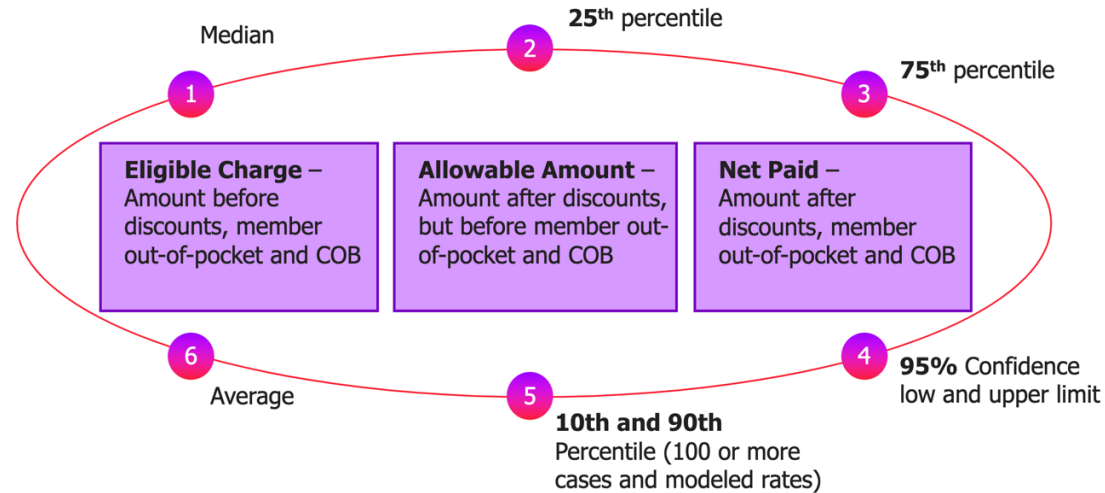 Median
1
2
25th percentile
3
75th percentile
Eligible Charge –
Amount before
discounts, member
out-of-pocket and COB
Allowable Amount –
Amount after discounts,
but before member out-
of-pocket and COB
Net Paid –
Amount after
discounts, member
out-of-pocket and COB
6
Average
5
10th and 90th
Percentile (100 or more
cases and modeled rates)
4
95% Confidence
low and upper limit